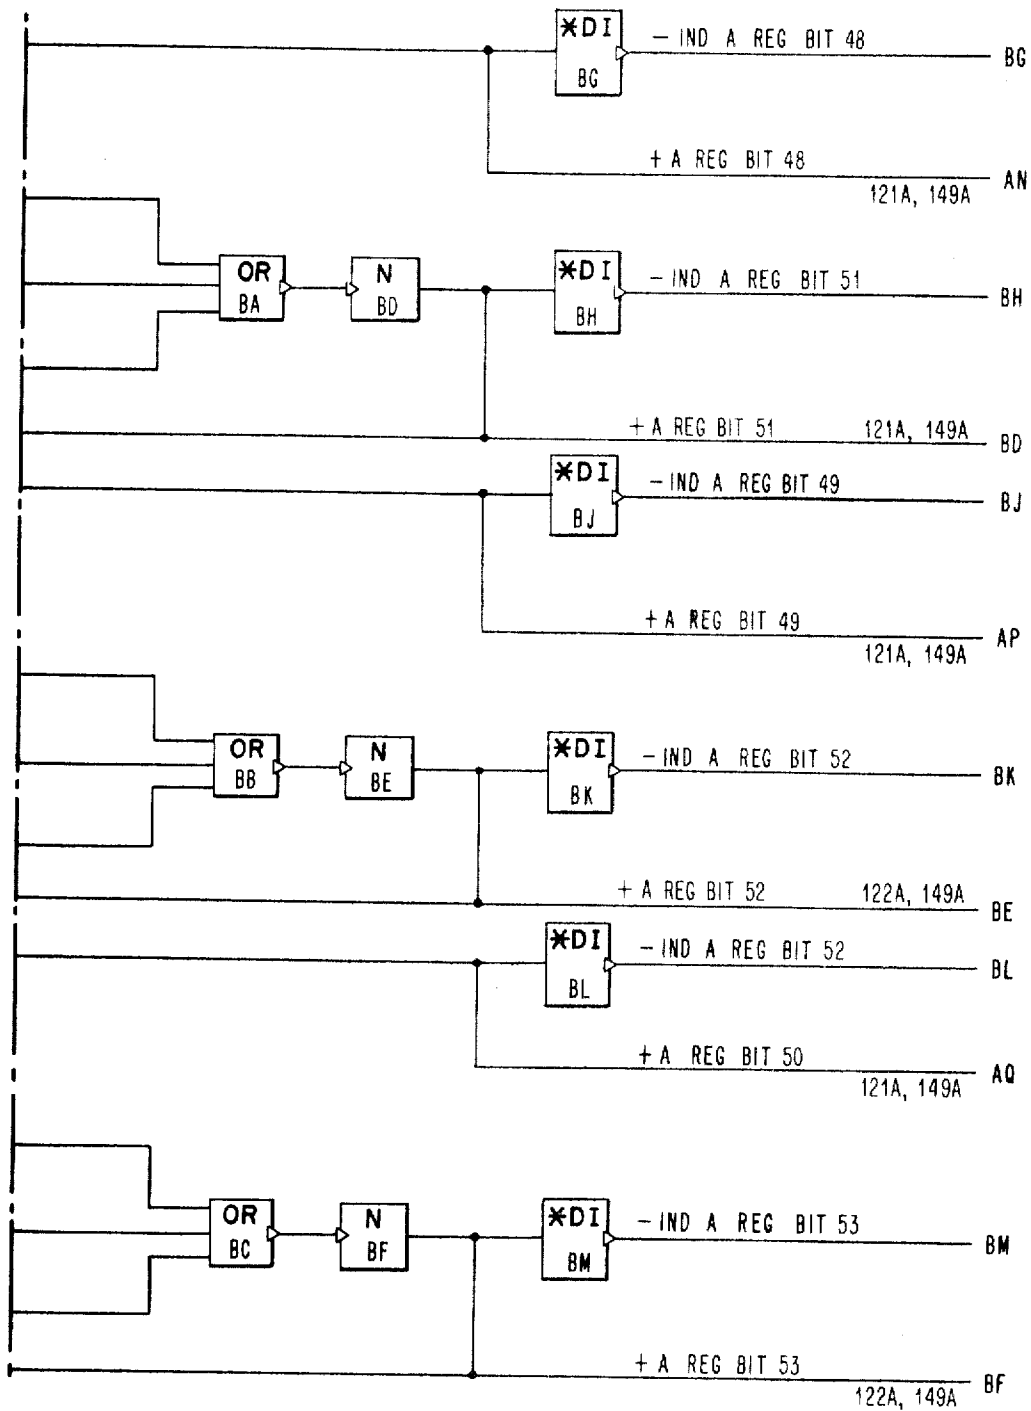 *DI
BG
− IND A REG BIT 48
BG
+ A REG BIT 48
121A, 149A
AN
OR
BA
N
BD
*DI
BH
− IND A REG BIT 51
BH
+ A REG BIT 51
121A, 149A
BD
*DI
BJ
− IND A REG BIT 49
BJ
+ A REG BIT 49
121A, 149A
AP
OR
BB
N
BE
*DI
BK
− IND A REG BIT 52
BK
+ A REG BIT 52
122A, 149A
BE
*DI
BL
− IND A REG BIT 52
BL
+ A REG BIT 50
121A, 149A
AQ
OR
BC
N
BF
*DI
BM
− IND A REG BIT 53
BM
+ A REG BIT 53
122A, 149A
BF